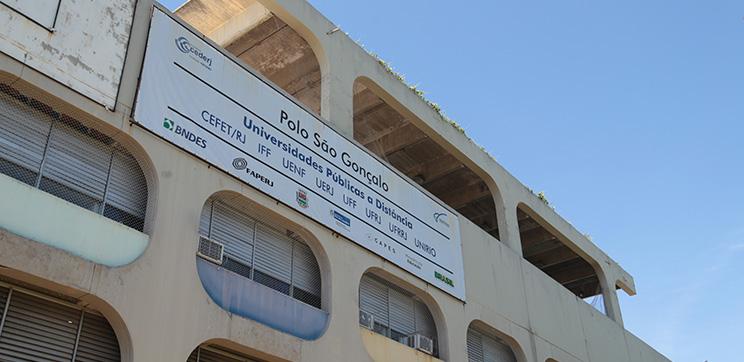 cederj
Polo São Gonçalo
Universidades Públicas a Distância
CEFET/RJ IFF UENF UERJ UFF UFRJ UFRRJ UNIRIO
BNDES
FAPERJ
CAPES
BRASIL